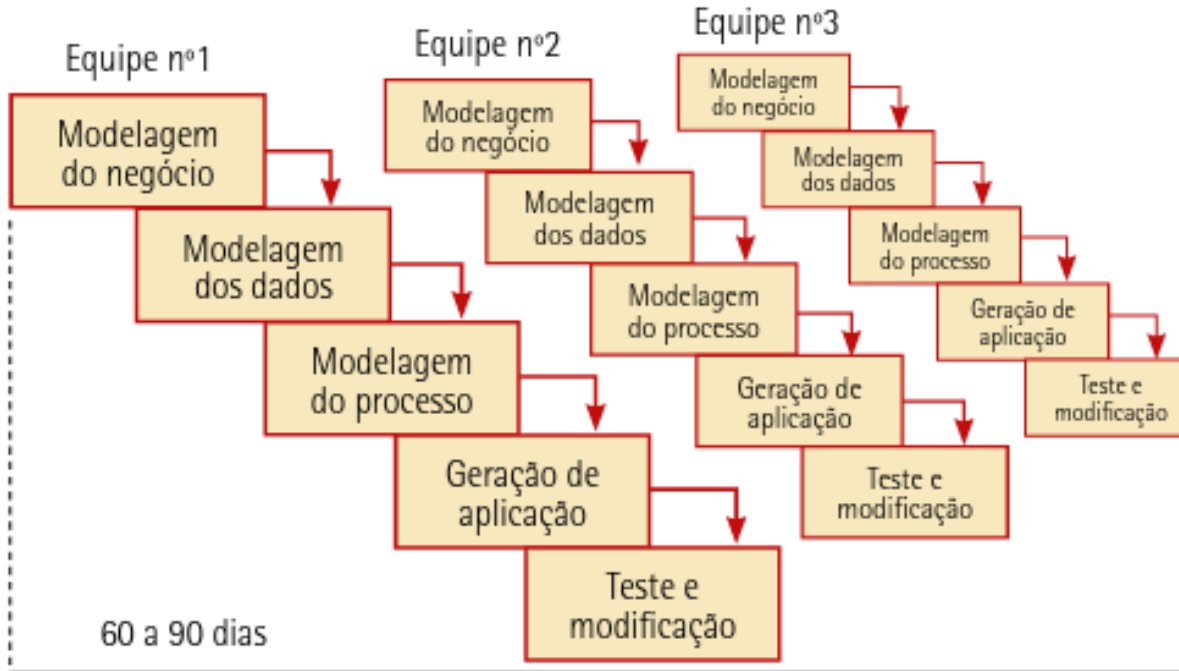 Equipe nº1
Modelagem
do negócio
Modelagem
dos dados
Modelagem
do processo
Geração de
aplicação
Teste e
modificação
60 a 90 dias
Equipe nº2
Modelagem
do negócio
Modelagem
dos dados
Modelagem
do processo
Geração de
aplicação
Teste e
modificação
Equipe nº3
Modelagem
do negócio
Modelagem
dos dados
Modelagem
do processo
Geração de
aplicação
Teste e
modificação